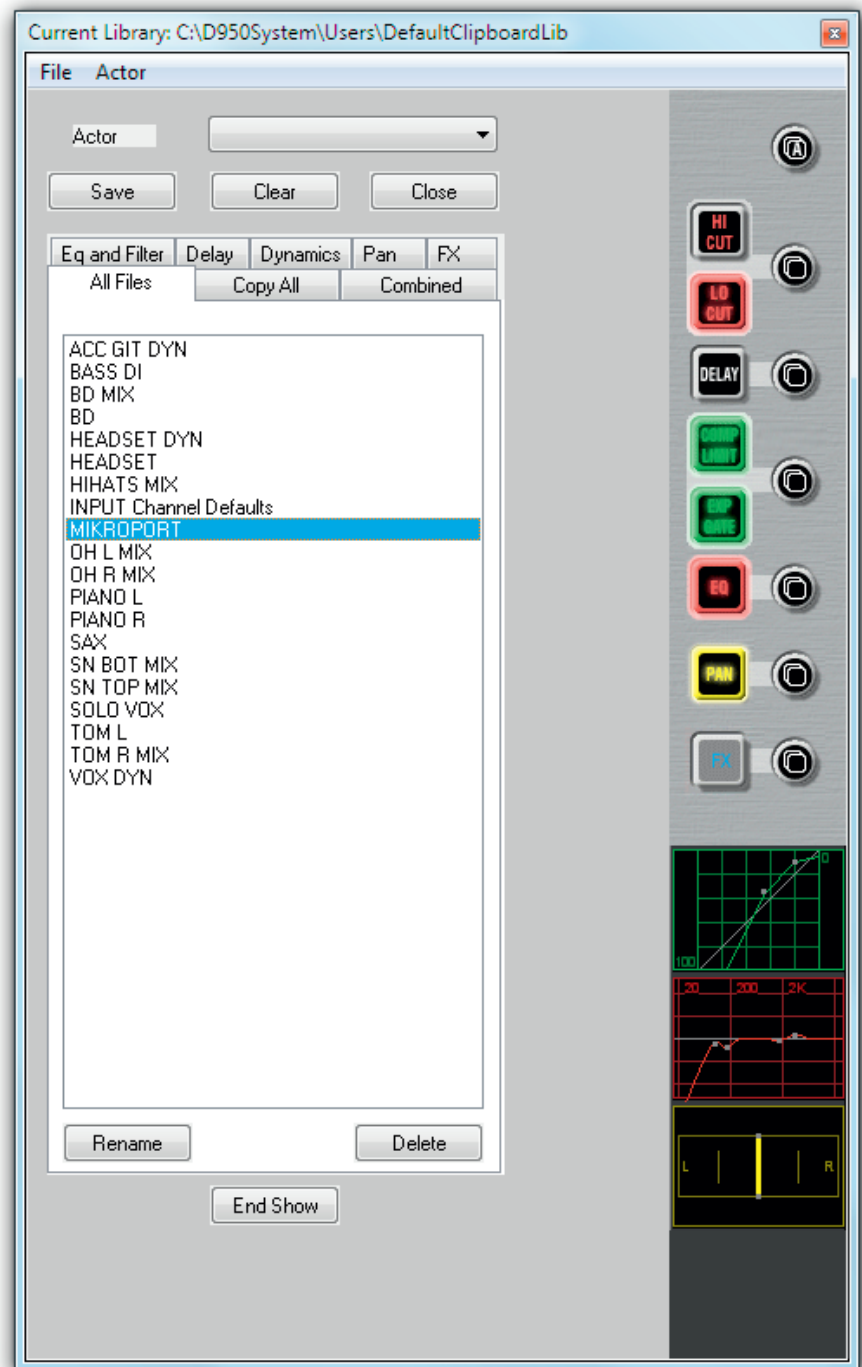 Current Library: C:\D950System\Users\DefaultClipboardLib
File Actor
Actor
Save Clear Close
Eq and Filter Delay Dynamics Pan FX
All Files Copy All Combined
ACC GIT DYN
BASS DI
BD MIX
BD
HEADSET DYN
HEADSET
HIHATS MIX
INPUT Channel Defaults
MIKROPORT
OH L MIX
OH R MIX
PIANO L
PIANO R
SAX
SN BOT MIX
SN TOP MIX
SOLO VOX
TOM L
TOM R MIX
VOX DYN
Rename Delete
End Show
A
HI
CUT
LO
CUT
DELAY
COMP
LIMIT
EXP
GATE
EQ
PAN
FX
0
100
20 200 2K
L R